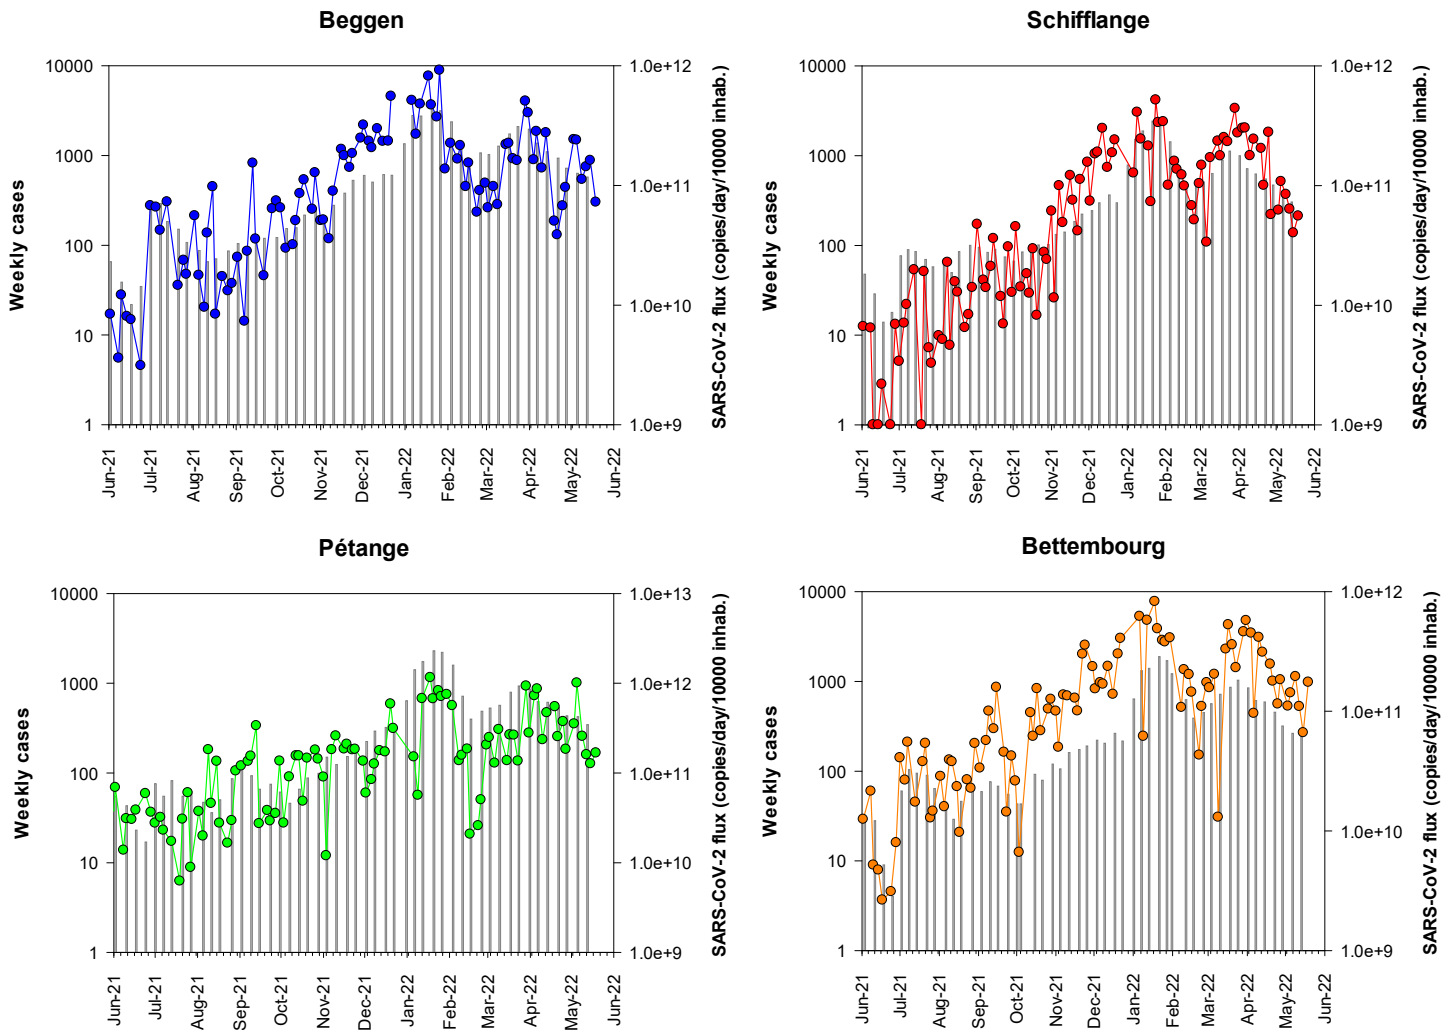 Beggen
Weekly cases
10000
1000
100
10
1
1.0e+12
1.0e+11
1.0e+10
1.0e+9
SARS-CoV-2 flux (copies/day/10000 inhab.)
Jun-21
Jul-21
Aug-21
Sep-21
Oct-21
Nov-21
Dec-21
Jan-22
Feb-22
Mar-22
Apr-22
May-22
Jun-22
Schifflange
Weekly cases
10000
1000
100
10
1
1.0e+12
1.0e+11
1.0e+10
1.0e+9
SARS-CoV-2 flux (copies/day/10000 inhab.)
Jun-21
Jul-21
Aug-21
Sep-21
Oct-21
Nov-21
Dec-21
Jan-22
Feb-22
Mar-22
Apr-22
May-22
Jun-22
Pétange
Weekly cases
10000
1000
100
10
1
1.0e+13
1.0e+12
1.0e+11
1.0e+10
1.0e+9
SARS-CoV-2 flux (copies/day/10000 inhab.)
Jun-21
Jul-21
Aug-21
Sep-21
Oct-21
Nov-21
Dec-21
Jan-22
Feb-22
Mar-22
Apr-22
May-22
Jun-22
Bettembourg
Weekly cases
10000
1000
100
10
1
1.0e+12
1.0e+11
1.0e+10
1.0e+9
SARS-CoV-2 flux (copies/day/10000 inhab.)
Jun-21
Jul-21
Aug-21
Sep-21
Oct-21
Nov-21
Dec-21
Jan-22
Feb-22
Mar-22
Apr-22
May-22
Jun-22